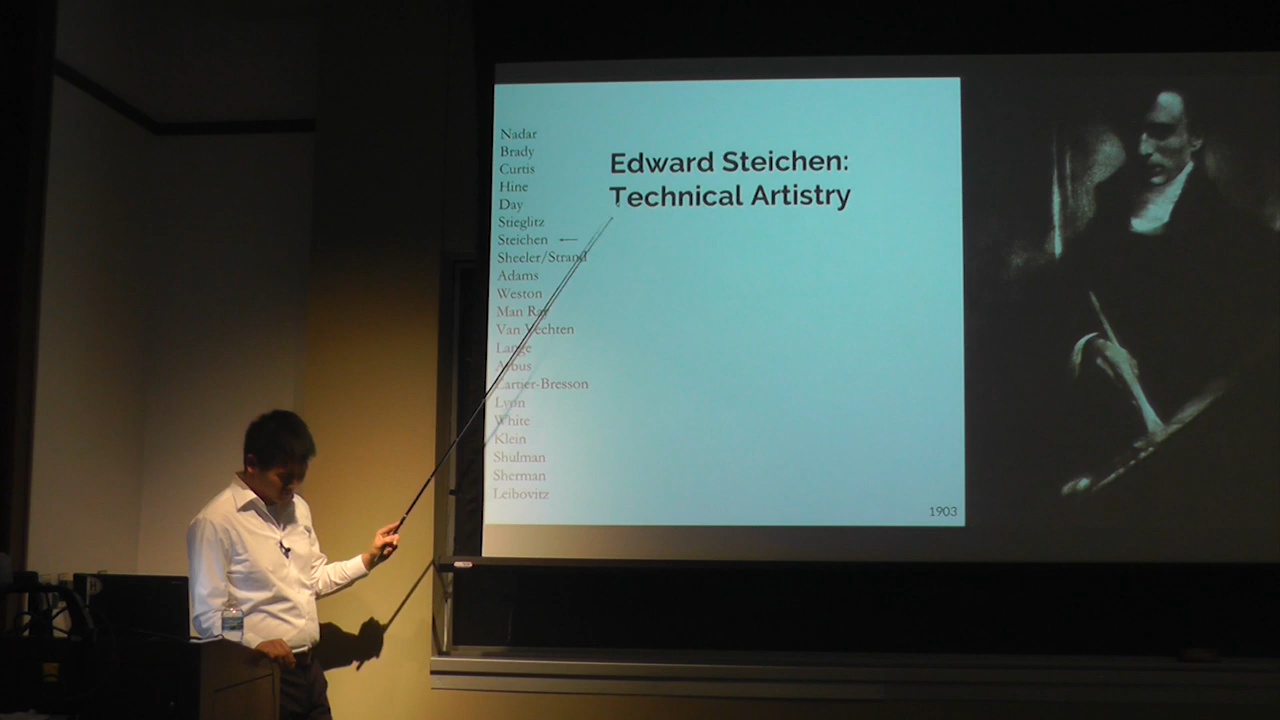 Nadar
Brady
Curtis
Hine
Day
Stieglitz
Steichen ←
Sheeler/Strand
Adams
Weston
Man Ray
Van Vechten
Lange
Arbus
Cartier-Bresson
Lyon
White
Klein
Shulman
Sherman
Leibovitz
Edward Steichen:
Technical Artistry
1903